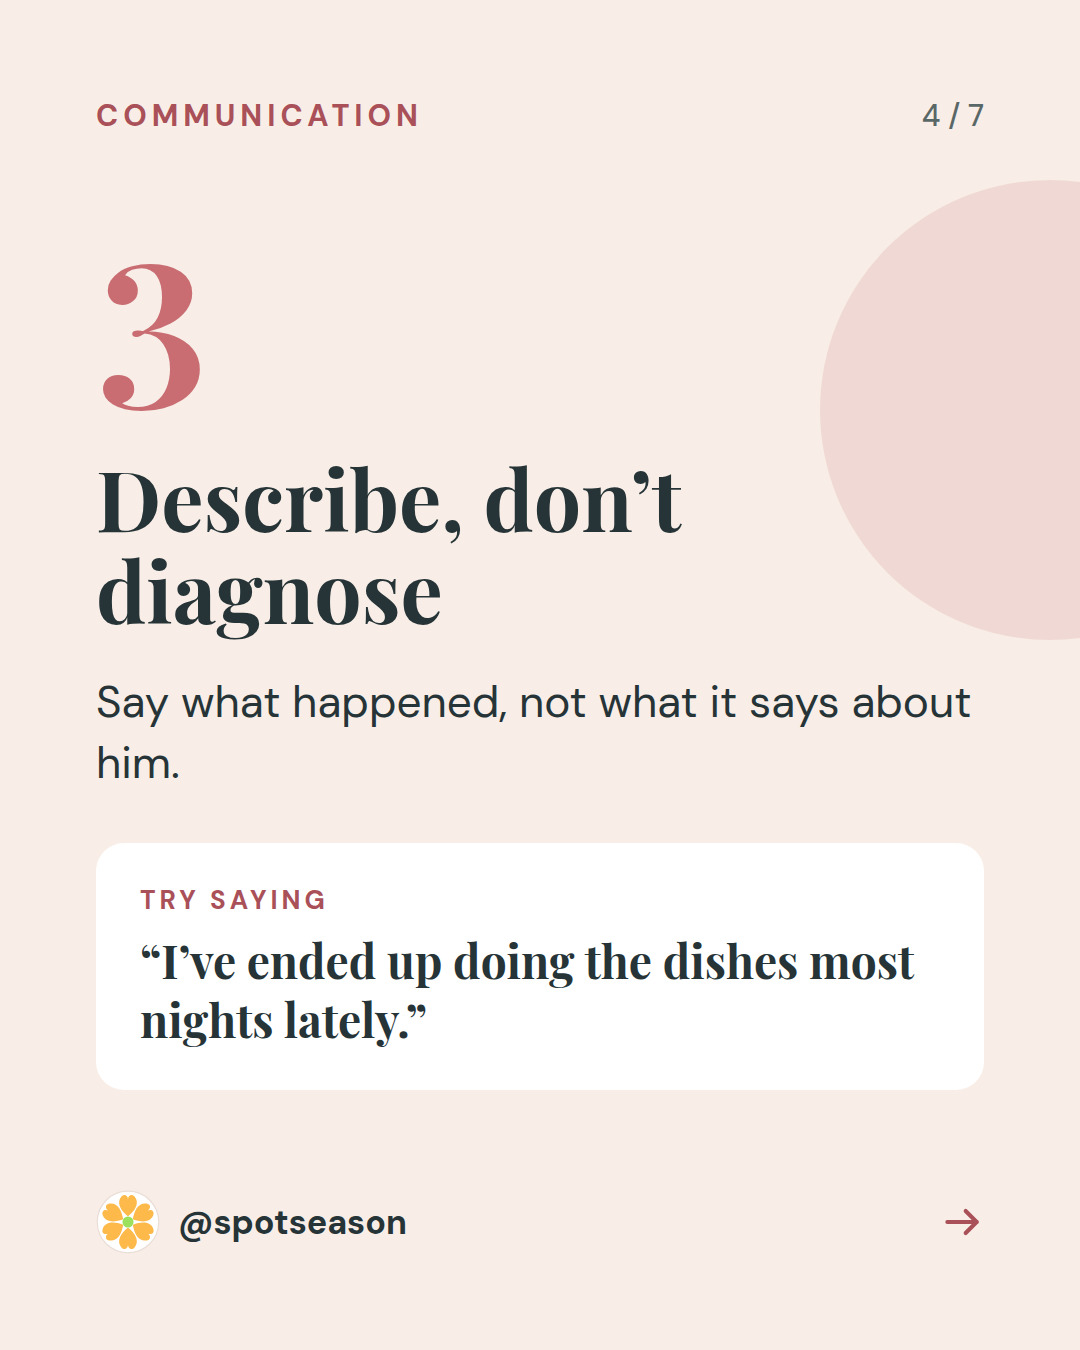 COMMUNICATION
4 / 7
3
Describe, don’t
diagnose
Say what happened, not what it says about
him.
TRY SAYING
“I’ve ended up doing the dishes most
nights lately.”
@spotseason